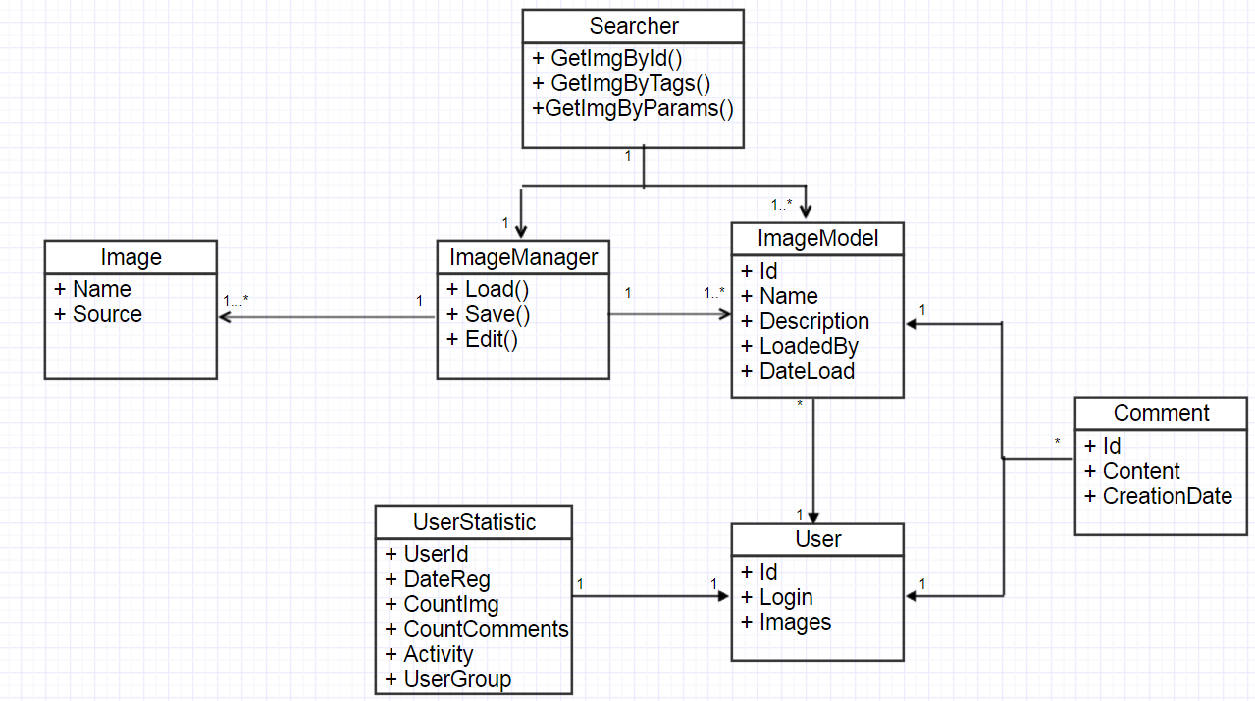 Searcher
+ GetImgById()
+ GetImgByTags()
+GetImgByParams()
1
1
1..*
Image
+ Name
+ Source
1...*
1
ImageManager
+ Load()
+ Save()
+ Edit()
1
1..*
ImageModel
+ Id
+ Name
+ Description
+ LoadedBy
+ DateLoad
1
*
Comment
+ Id
+ Content
+ CreationDate
*
1
UserStatistic
+ UserId
+ DateReg
+ CountImg
+ CountComments
+ Activity
+ UserGroup
1
1
User
+ Id
+ Login
+ Images
1